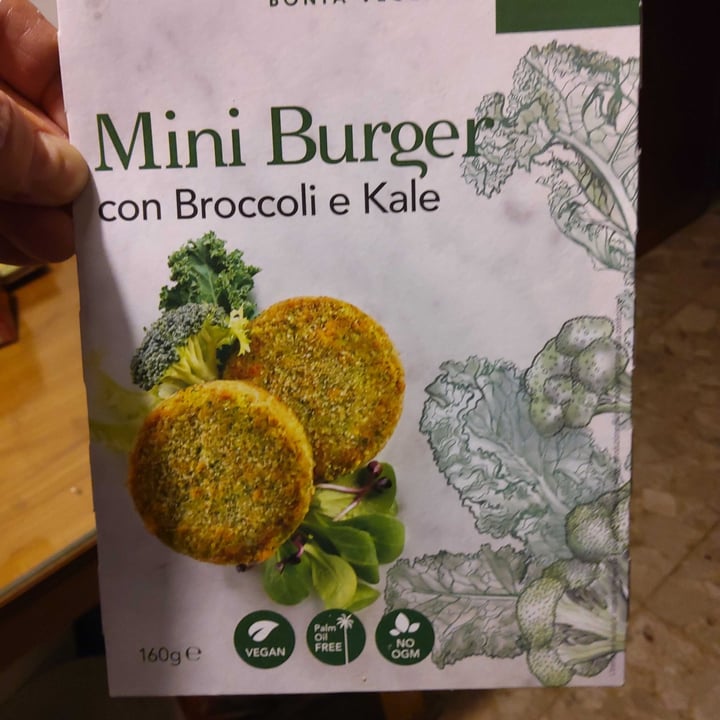 Mini Burger
con Broccoli e Kale
160g e
VEGAN
Palm
Oil
FREE
NO
OGM